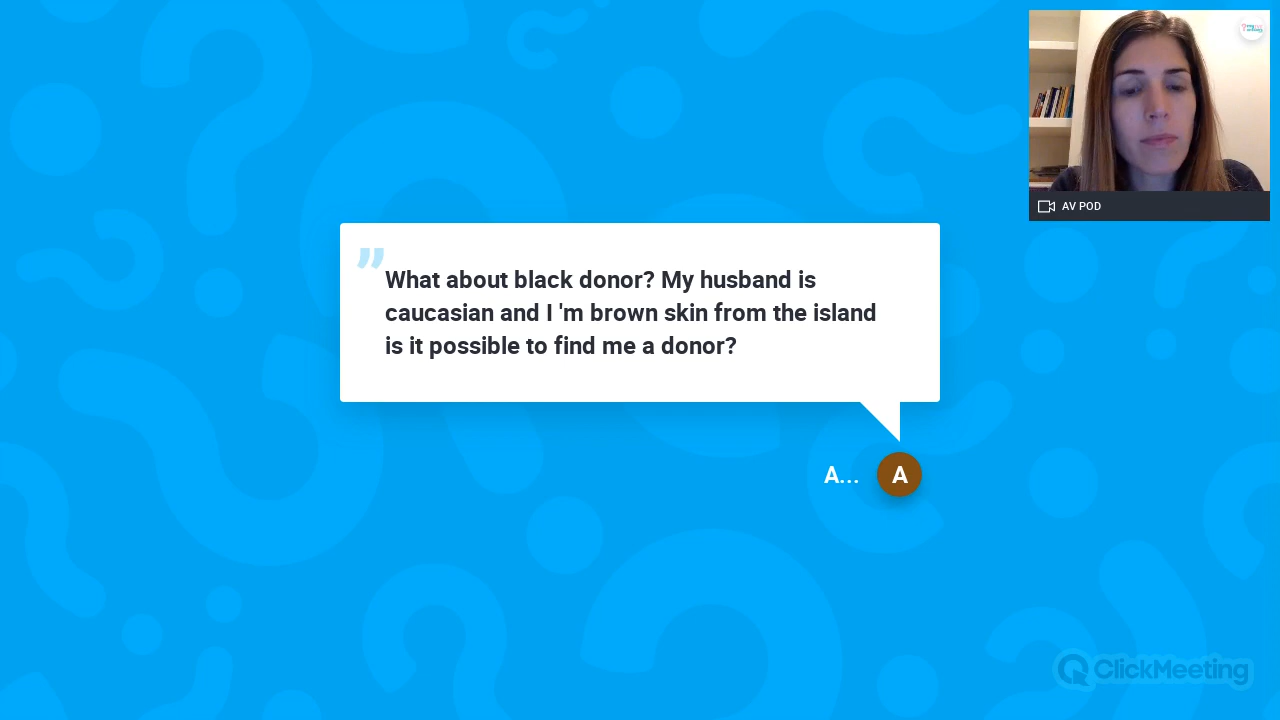 AV POD
"
What about black donor? My husband is
caucasian and I 'm brown skin from the island
is it possible to find me a donor?
A... A
ClickMeeting